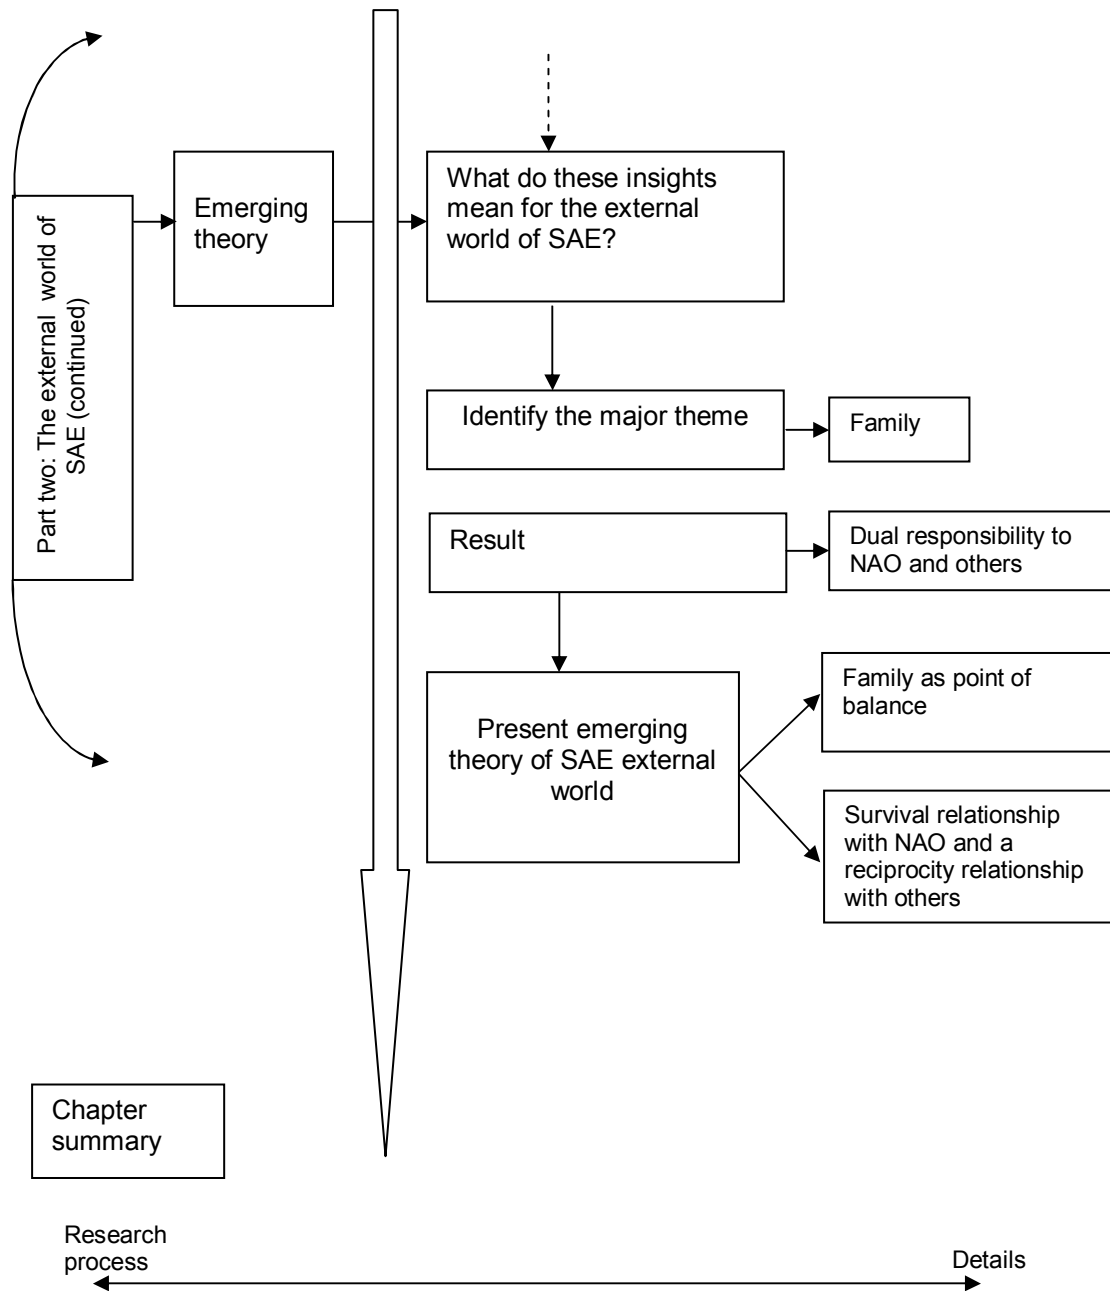 Part two: The external world of
SAE (continued)
Emerging
theory
What do these insights
mean for the external
world of SAE?
Identify the major theme
Family
Result
Dual responsibility to
NAO and others
Present emerging
theory of SAE external
world
Family as point of
balance
Survival relationship
with NAO and a
reciprocity relationship
with others
Chapter
summary
Research
process
Details